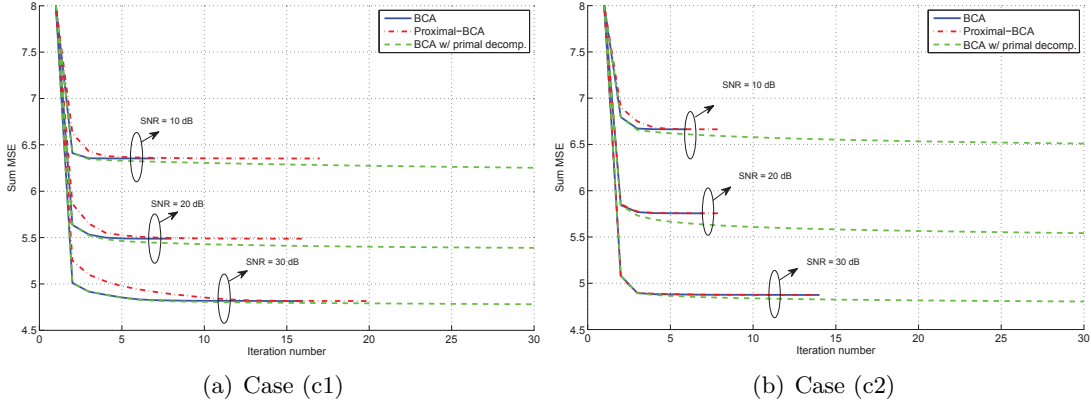 8
7.5
7
6.5
6
5.5
5
4.5
Sum MSE
0
5
10
15
20
25
30
Iteration number
BCA
Proximal−BCA
BCA w/ primal decomp.
SNR = 10 dB
SNR = 20 dB
SNR = 30 dB
(a) Case (c1)
8
7.5
7
6.5
6
5.5
5
4.5
Sum MSE
0
5
10
15
20
25
30
Iteration number
BCA
Proximal−BCA
BCA w/ primal decomp.
SNR = 10 dB
SNR = 20 dB
SNR = 30 dB
(b) Case (c2)